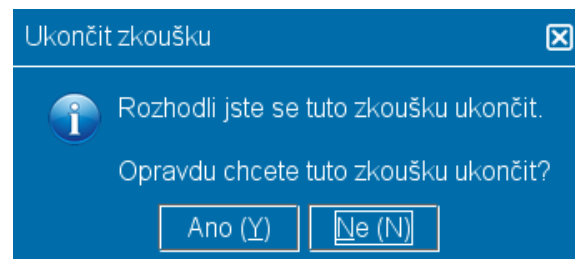 Ukončit zkoušku
Rozhodli jste se tuto zkoušku ukončit.
Opravdu chcete tuto zkoušku ukončit?
Ano (Y) Ne (N)